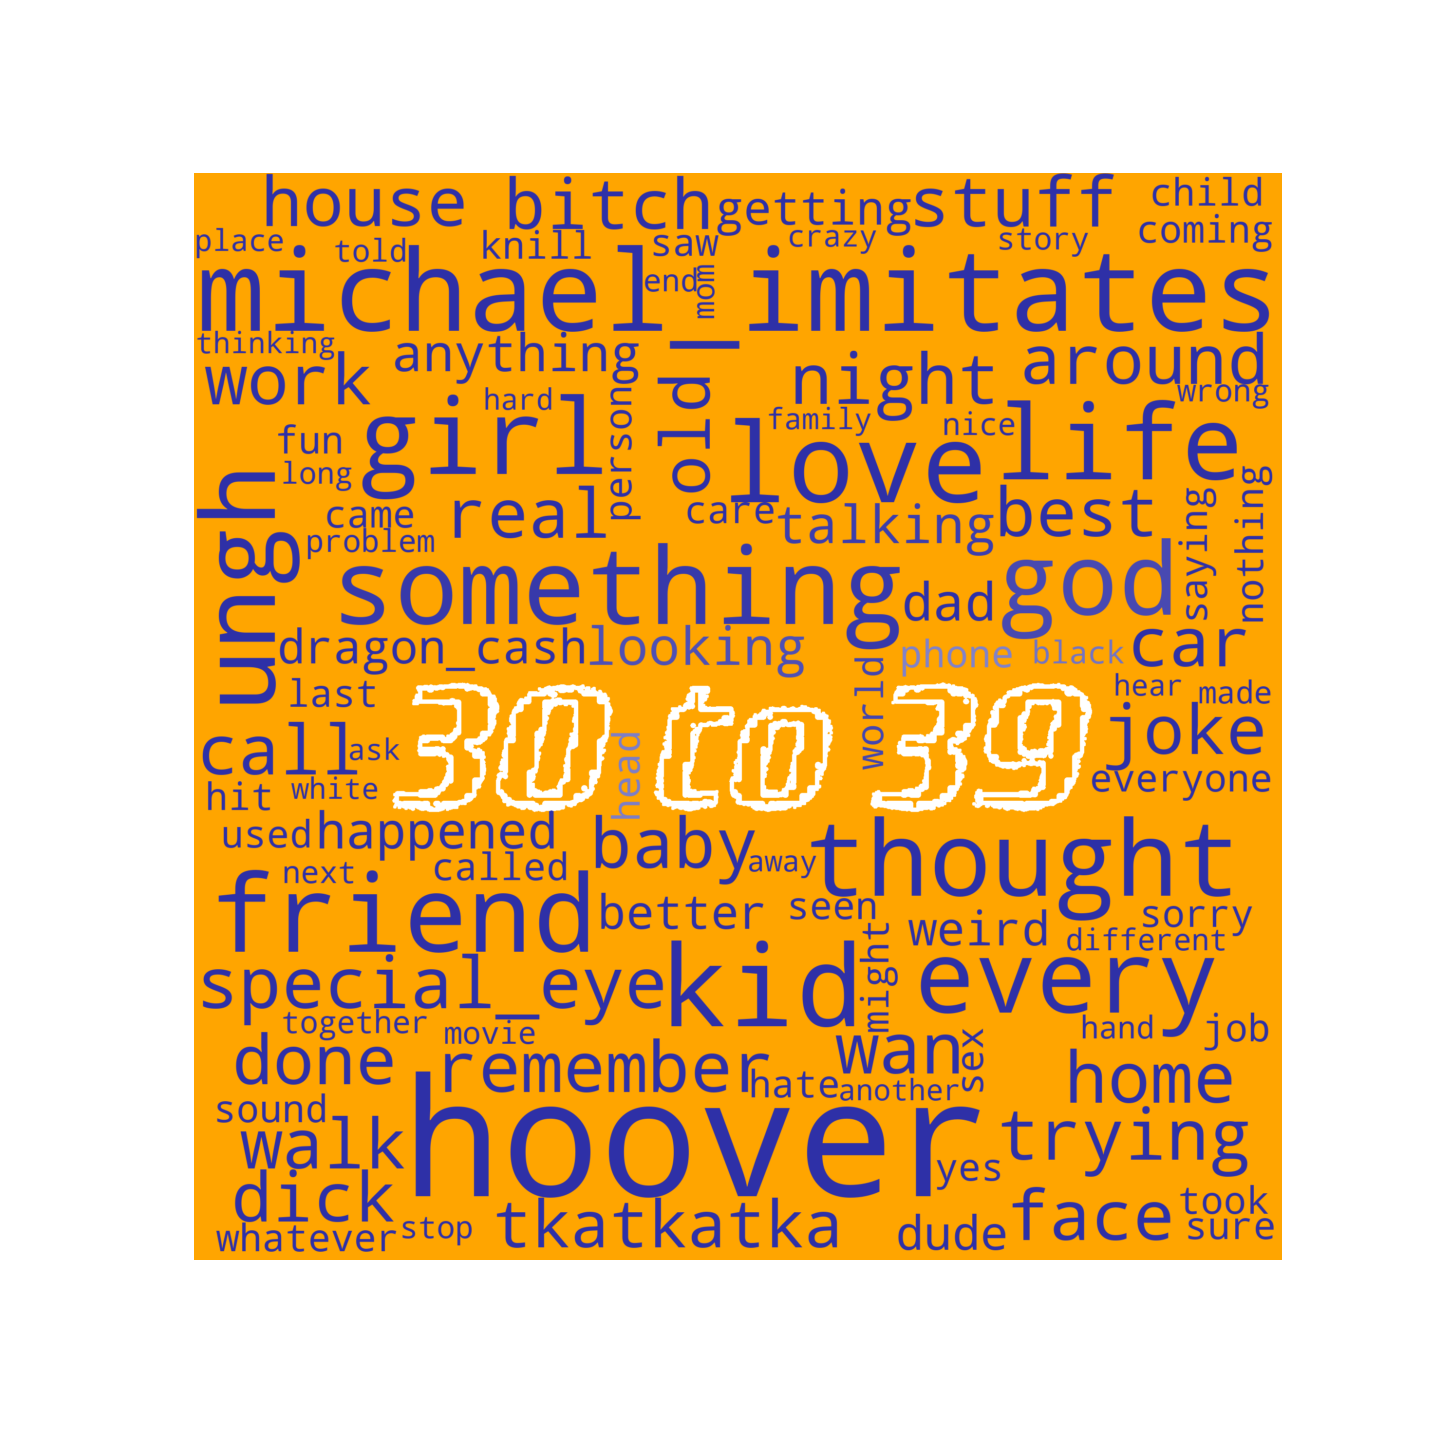 house bitch getting stuff child
place told knill saw crazy story coming
michael end mom imitates
thinking anything old | night around
work hard person family nice wrong
fun girl love life
long real care talking best
ungh came saying nothing
problem something dad god
dragon_cash looking phone black car
last world hear made
call ask 30 to 39 joke
hit white head everyone
used happened baby away thought
next called
friend better seen weird sorry
different
special_eye kid might every
together movie hand job
done remember wan sex home
hate another
sound hoover trying
walk yes
dick tkatkatka dude face took
whatever stop sure